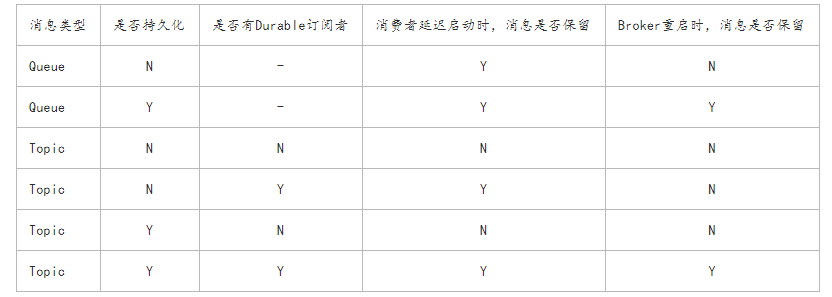 消息类型 是否持久化 是否有Durable订阅者 消费者延迟启动时，消息是否保留 Broker重启时，消息是否保留
Queue N - Y N
Queue Y - Y Y
Topic N N N N
Topic N Y Y N
Topic Y N N N
Topic Y Y Y Y